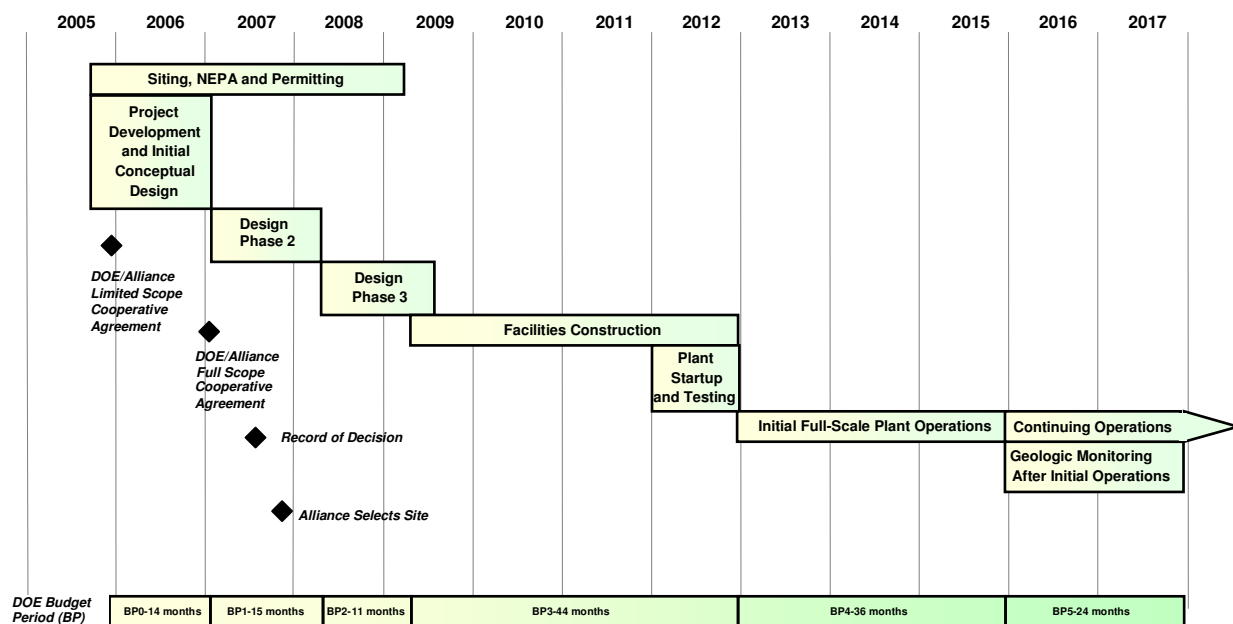 2005 2006 2007 2008 2009 2010 2011 2012 2013 2014 2015 2016 2017
Siting, NEPA and Permitting
Project
Development
and Initial
Conceptual
Design
Design
Phase 2
DOE/Alliance
Limited Scope
Cooperative
Agreement
Design
Phase 3
Facilities Construction
DOE/Alliance
Full Scope
Cooperative
Agreement
Plant
Startup
and Testing
Initial Full-Scale Plant Operations
Continuing Operations
Record of Decision
Geologic Monitoring
After Initial Operations
Alliance Selects Site
DOE Budget
Period (BP)
BP0-14 months
BP1-15 months
BP2-11 months
BP3-44 months
BP4-36 months
BP5-24 months